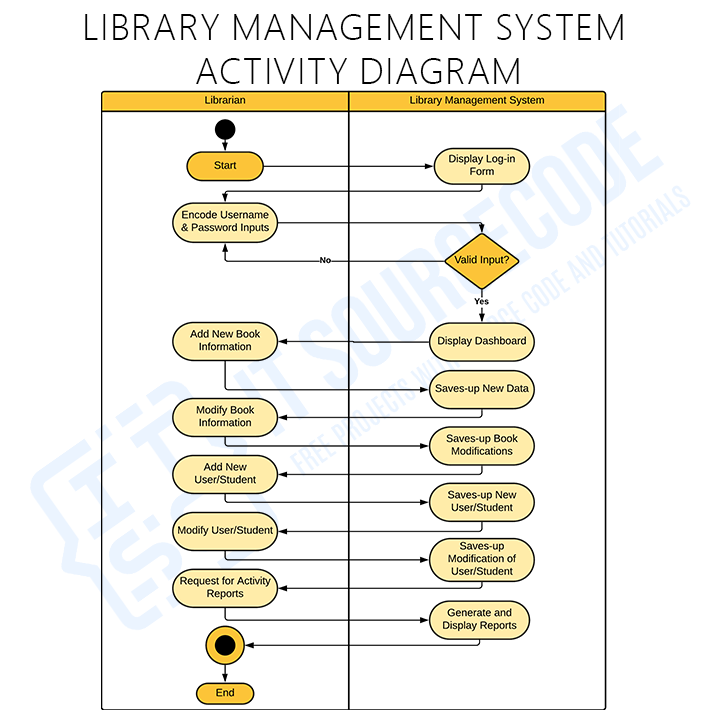 LIBRARY MANAGEMENT SYSTEM
ACTIVITY DIAGRAM
Librarian
Library Management System
Start
Display Log-in
Form
Encode Username
& Password Inputs
No
Valid Input?
Yes
Add New Book
Information
Display Dashboard
Saves-up New Data
Modify Book
Information
Saves-up Book
Modifications
Add New
User/Student
Saves-up New
User/Student
Modify User/Student
Saves-up
Modification of
User/Student
Request for Activity
Reports
Generate and
Display Reports
End
IT SOURCECODE